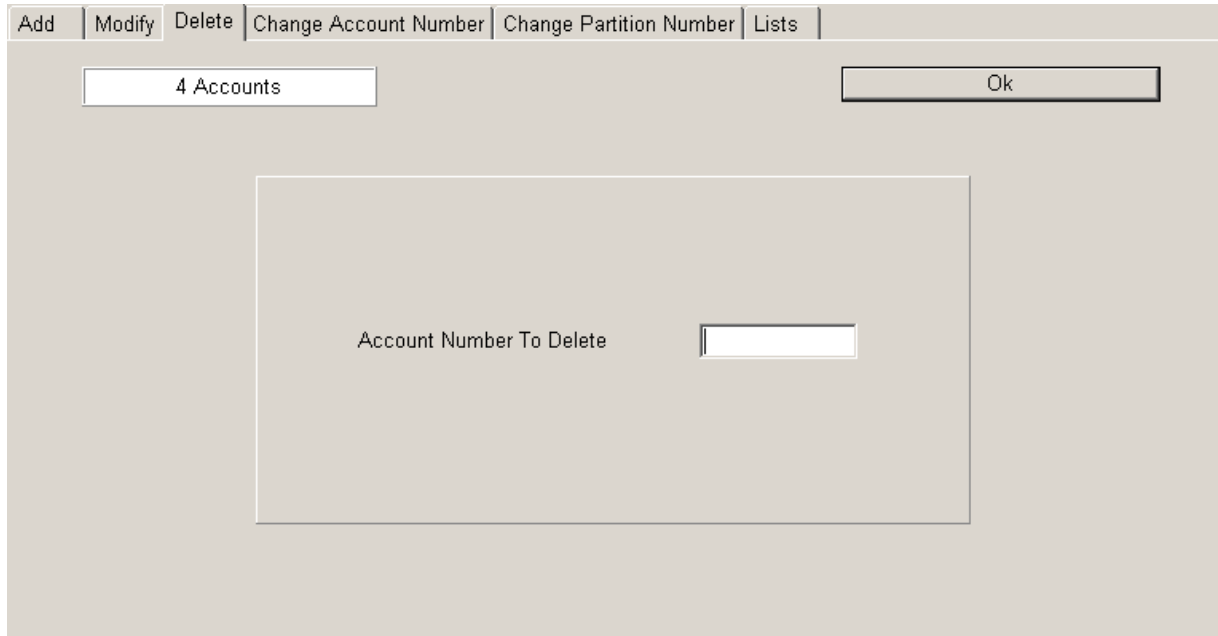 Add Modify Delete Change Account Number Change Partition Number Lists
4 Accounts Ok
Account Number To Delete